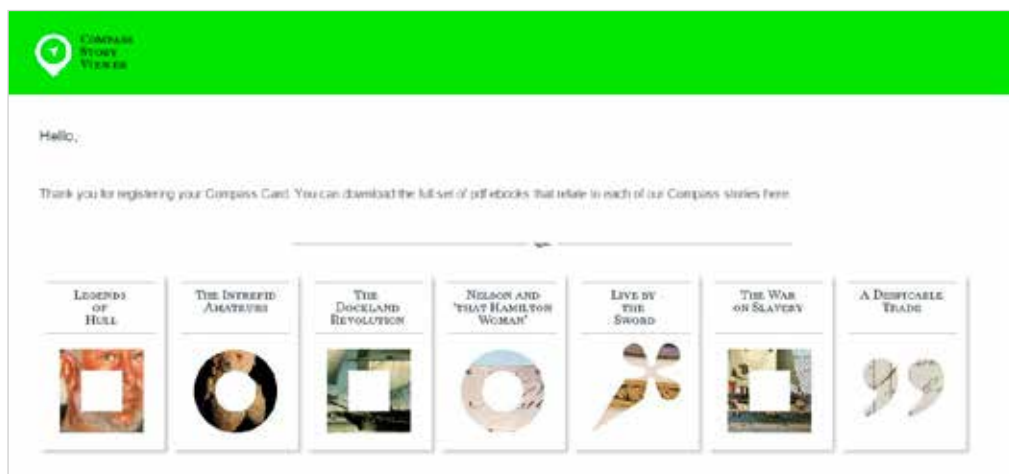 Compass
Story
Viewer
Hello,
Thank you for registering your Compass Card. You can download the full set of pdf ebooks that relate to each of our Compass stories here
Legends
of
Hull
The Intrepid
Amateurs
The
Dockland
Revolution
Nelson and
'that Hamilton
Woman'
Live by
the
Sword
The War
on Slavery
A Despicable
Trade